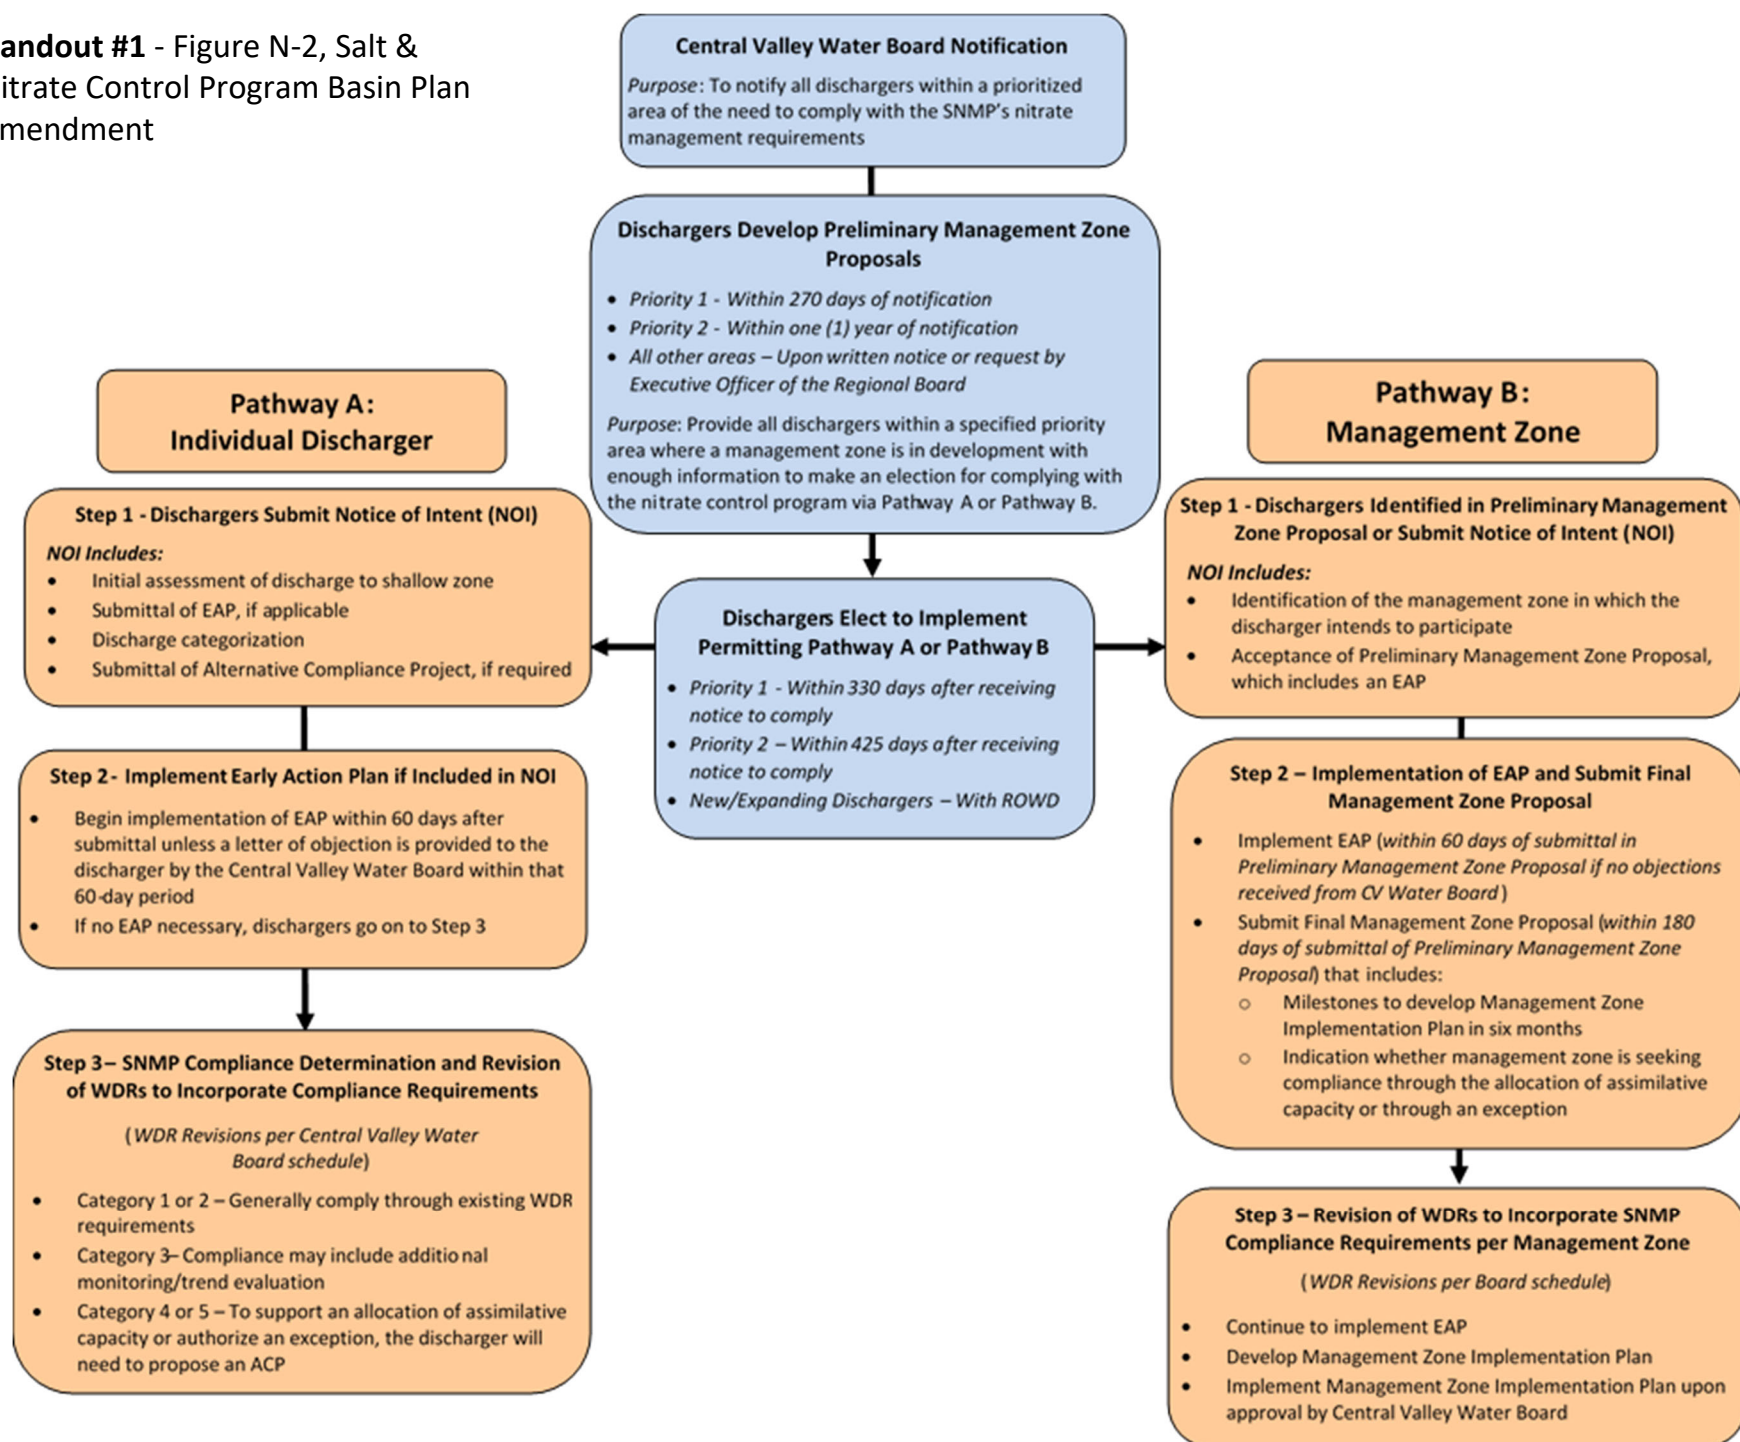 andout #1 - Figure N-2, Salt &
itrate Control Program Basin Plan
mendment
Central Valley Water Board Notification
Purpose: To notify all dischargers within a prioritized
area of the need to comply with the SNMP's nitrate
management requirements
Dischargers Develop Preliminary Management Zone
Proposals
• Priority 1 - Within 270 days of notification
• Priority 2 - Within one (1) year of notification
• All other areas – Upon written notice or request by
Executive Officer of the Regional Board
Purpose: Provide all dischargers within a specified priority
area where a management zone is in development with
enough information to make an election for complying with
the nitrate control program via Pathway A or Pathway B.
Dischargers Elect to Implement
Permitting Pathway A or Pathway B
• Priority 1 - Within 330 days after receiving
notice to comply
• Priority 2 – Within 425 days after receiving
notice to comply
• New/Expanding Dischargers – With ROWD
Pathway A:
Individual Discharger
Step 1 - Dischargers Submit Notice of Intent (NOI)
NOI Includes:
• Initial assessment of discharge to shallow zone
• Submittal of EAP, if applicable
• Discharge categorization
• Submittal of Alternative Compliance Project, if required
Step 2 - Implement Early Action Plan if Included in NOI
• Begin implementation of EAP within 60 days after
submittal unless a letter of objection is provided to the
discharger by the Central Valley Water Board within that
60-day period
• If no EAP necessary, dischargers go on to Step 3
Step 3 – SNMP Compliance Determination and Revision
of WDRs to Incorporate Compliance Requirements
(WDR Revisions per Central Valley Water
Board schedule)
• Category 1 or 2 – Generally comply through existing WDR
requirements
• Category 3– Compliance may include additional
monitoring/trend evaluation
• Category 4 or 5 – To support an allocation of assimilative
capacity or authorize an exception, the discharger will
need to propose an ACP
Pathway B:
Management Zone
Step 1 - Dischargers Identified in Preliminary Management
Zone Proposal or Submit Notice of Intent (NOI)
NOI Includes:
• Identification of the management zone in which the
discharger intends to participate
• Acceptance of Preliminary Management Zone Proposal,
which includes an EAP
Step 2 – Implementation of EAP and Submit Final
Management Zone Proposal
• Implement EAP (within 60 days of submittal in
Preliminary Management Zone Proposal if no objections
received from CV Water Board)
• Submit Final Management Zone Proposal (within 180
days of submittal of Preliminary Management Zone
Proposal) that includes:
o Milestones to develop Management Zone
Implementation Plan in six months
o Indication whether management zone is seeking
compliance through the allocation of assimilative
capacity or through an exception
Step 3 – Revision of WDRs to Incorporate SNMP
Compliance Requirements per Management Zone
(WDR Revisions per Board schedule)
• Continue to implement EAP
• Develop Management Zone Implementation Plan
• Implement Management Zone Implementation Plan upon
approval by Central Valley Water Board